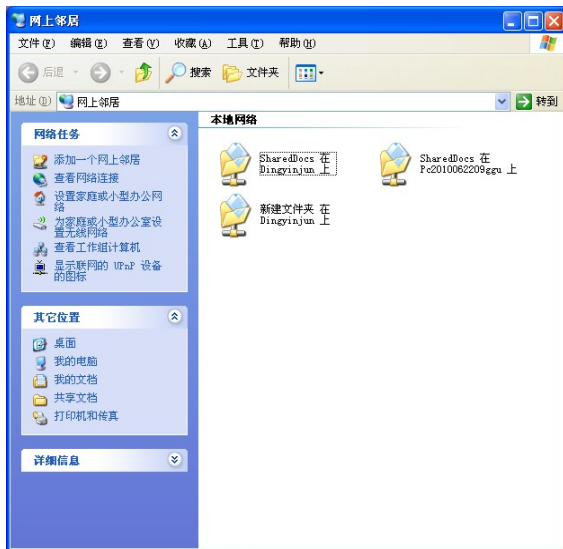 网上邻居
文件(F) 编辑(E) 查看(V) 收藏(A) 工具(T) 帮助(H)
后退 搜索 文件夹
地址(D) 网上邻居 转到
网络任务
添加一个网上邻居
查看网络连接
设置家庭或小型办公网
络
为家庭或小型办公室设
置无线网络
查看工作组计算机
显示联网的 UPnP 设备
的图标
其它位置
桌面
我的电脑
我的文档
共享文档
打印机和传真
详细信息
本地网络
SharedDocs 在
Dingyinjun 上
SharedDocs 在
Pc2010062209ggu 上
新建文件夹 在
Dingyinjun 上